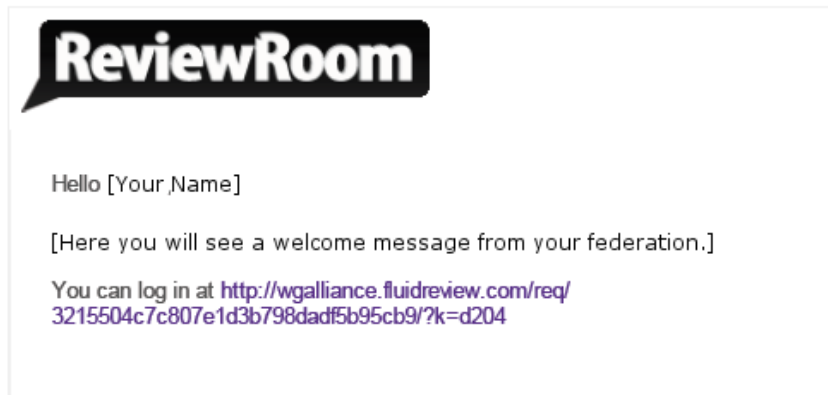 ReviewRoom
Hello [Your ,Name]
[Here you will see a welcome message from your federation.]
You can log in at http://wgalliance.fluidreview.com/req/
3215504c7c807e1d3b798dadf5b95cb9/?k=d204